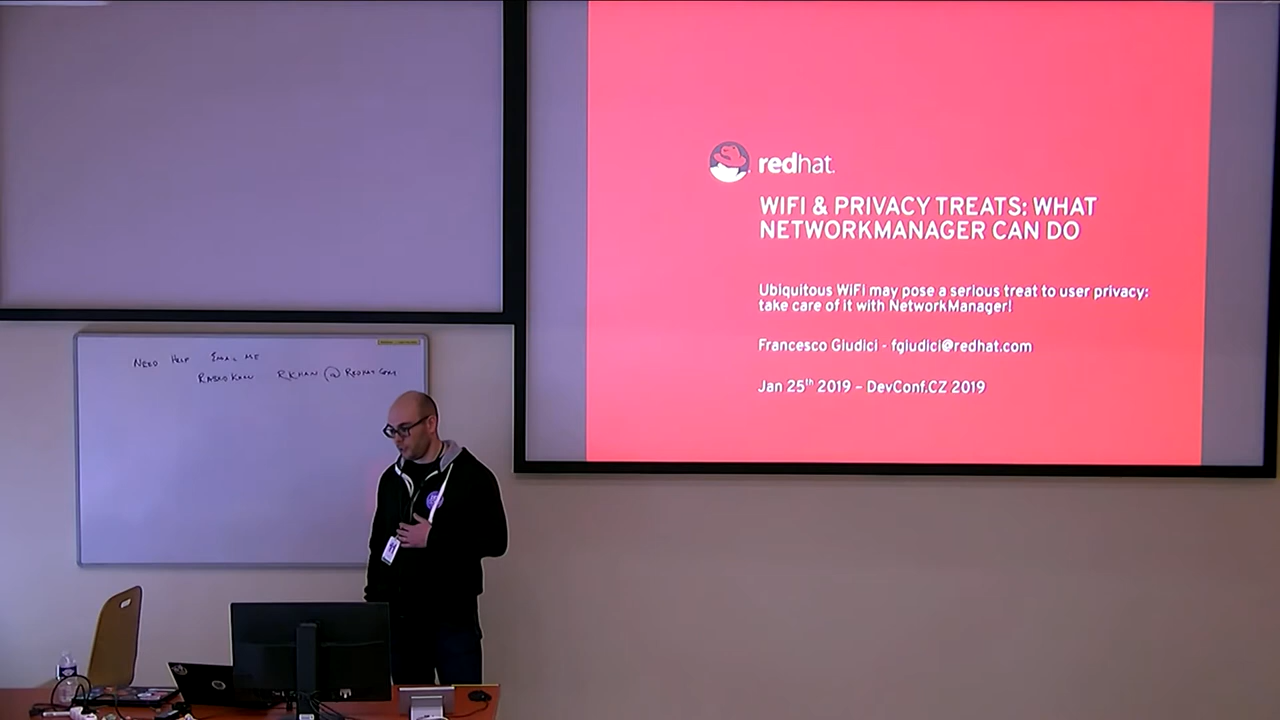 redhat.
WIFI & PRIVACY TREATS: WHAT
NETWORKMANAGER CAN DO
Ubiquitous WiFi may pose a serious treat to user privacy:
take care of it with NetworkManager!
Francesco Giudici - fgiudici@redhat.com
Jan 25th 2019 – DevConf.CZ 2019
NEED HELP EMAIL ME
RKHAN @ REDHAT.COM